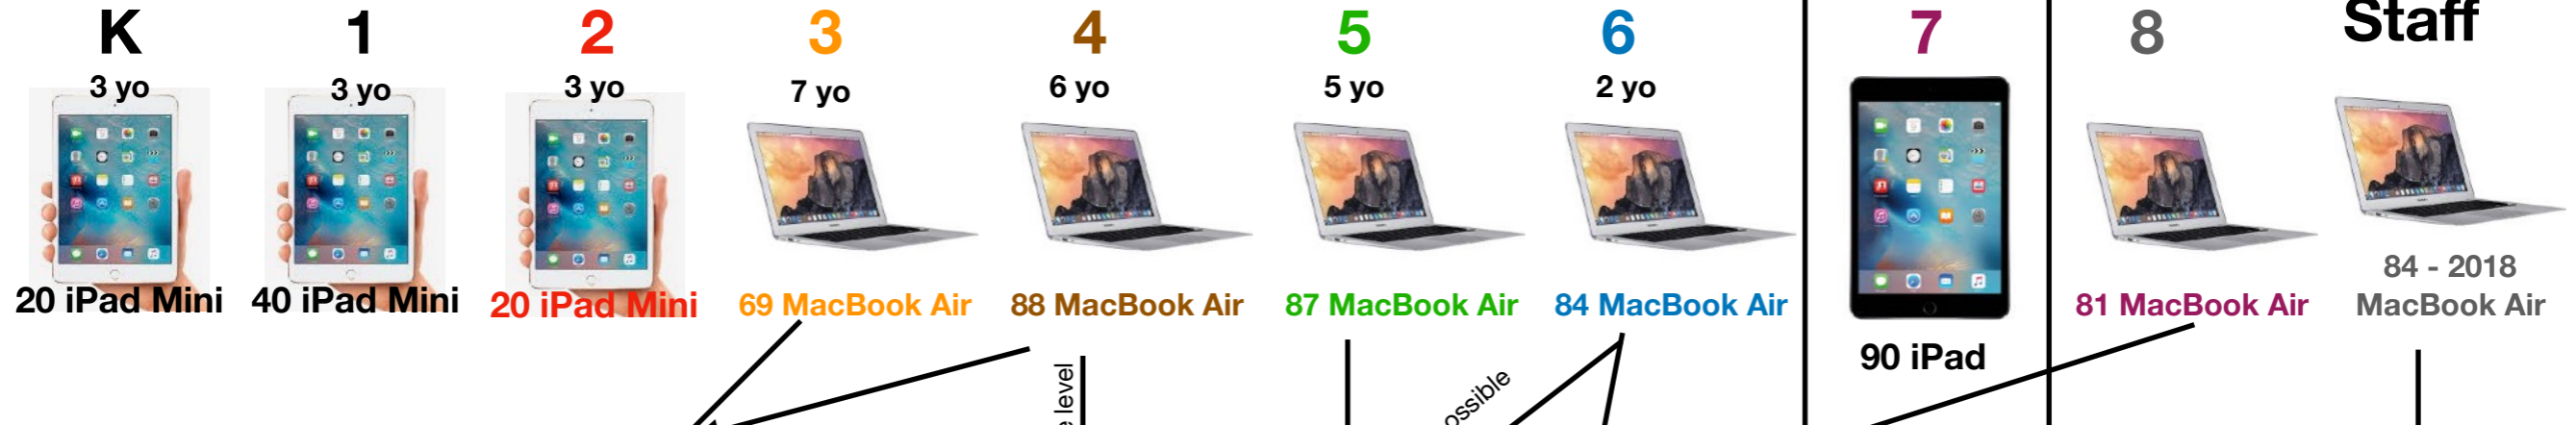 K
1
2
3
4
5
6
7
8
Staff
3 yo
3 yo
3 yo
7 yo
6 yo
5 yo
2 yo
20 iPad Mini
40 iPad Mini
20 iPad Mini
69 MacBook Air
88 MacBook Air
87 MacBook Air
84 MacBook Air
90 iPad
81 MacBook Air
84 - 2018
MacBook Air
level
ossible